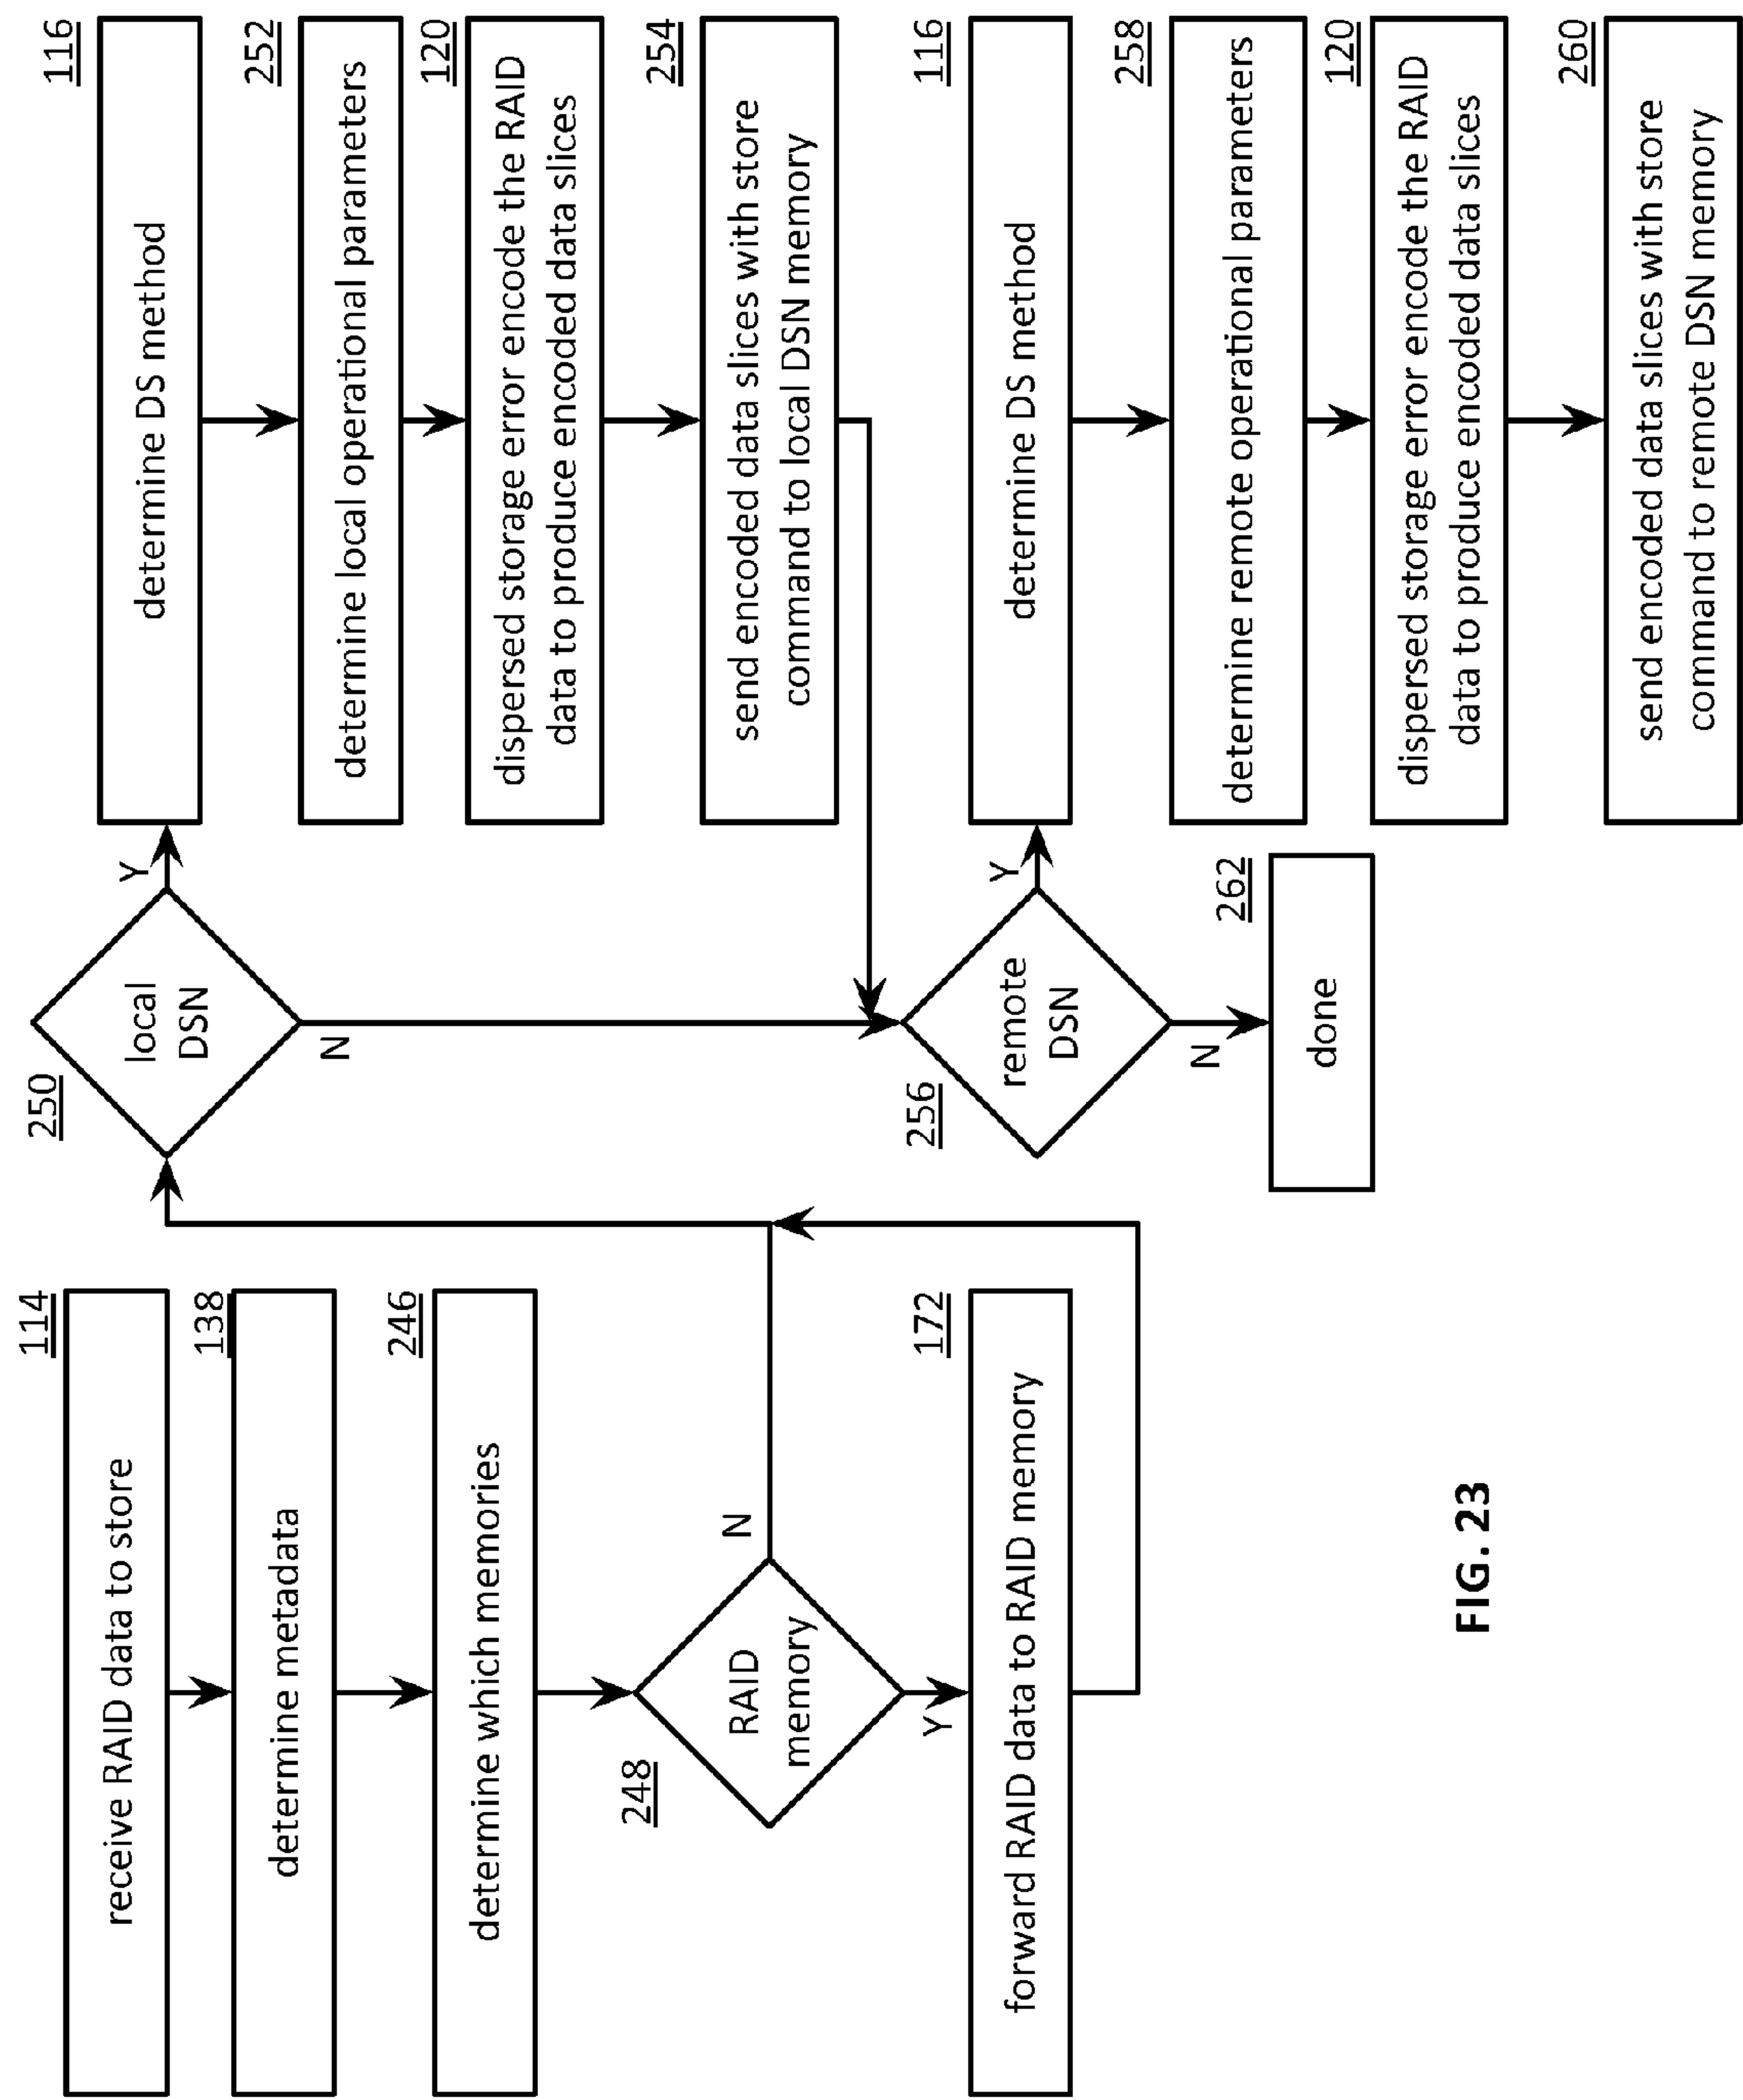 114
receive RAID data to store
138
determine metadata
246
determine which memories
248
RAID
memory
N
Y
172
forward RAID data to RAID memory
250
local
DSN
Y
N
116
determine DS method
252
determine local operational parameters
120
dispersed storage error encode the RAID
data to produce encoded data slices
254
send encoded data slices with store
command to local DSN memory
256
remote
DSN
Y
N
262
done
116
determine DS method
258
determine remote operational parameters
120
dispersed storage error encode the RAID
data to produce encoded data slices
260
send encoded data slices with store
command to remote DSN memory
FIG. 23